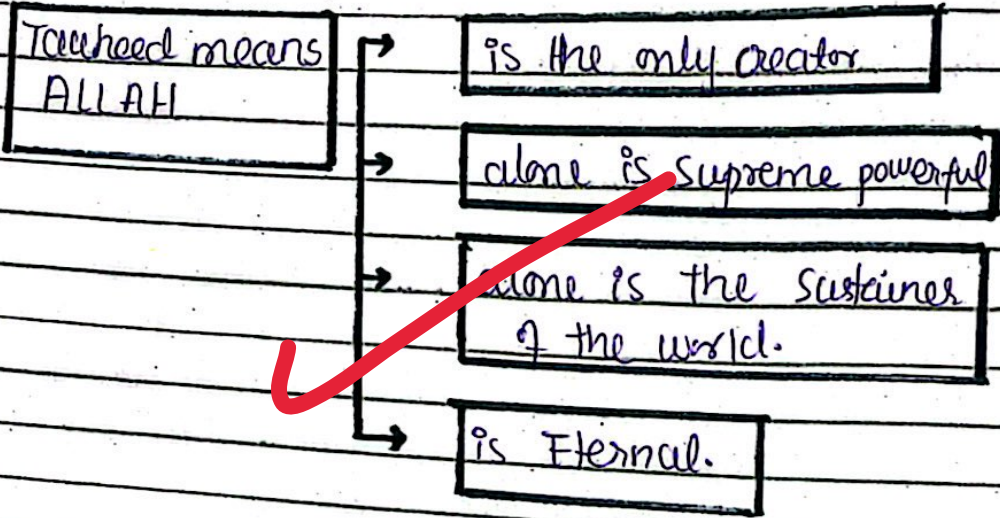 Tauheed means
ALLAH
is the only creator
alone is supreme powerful
alone is the Sustainer
of the world.
is Eternal.